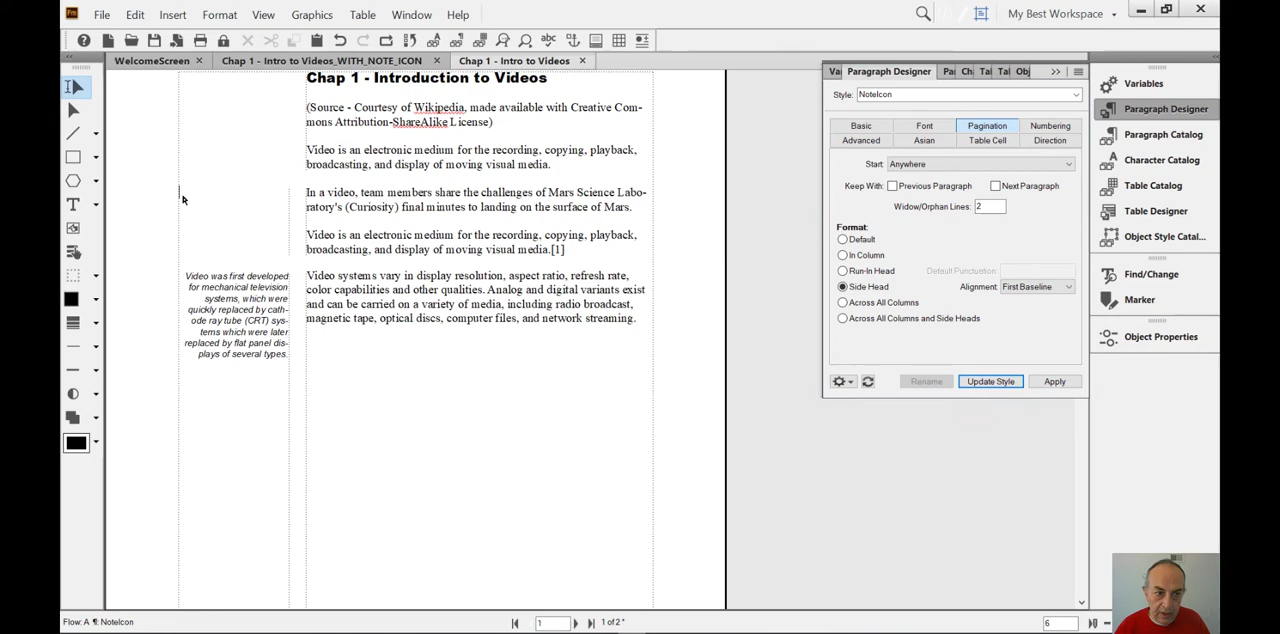 Fm File Edit Insert Format View Graphics Table Window Help My Best Workspace
WelcomeScreen Chap 1 - Intro to Videos_WITH_NOTE_ICON Chap 1 - Intro to Videos
Chap 1 - Introduction to Videos
(Source - Courtesy of Wikipedia, made available with Creative Com-
mons Attribution-ShareAlike License)
Video is an electronic medium for the recording, copying, playback,
broadcasting, and display of moving visual media.
In a video, team members share the challenges of Mars Science Labo-
ratory's (Curiosity) final minutes to landing on the surface of Mars.
Video is an electronic medium for the recording, copying, playback,
broadcasting, and display of moving visual media.[1]
Video was first developed
for mechanical television
systems, which were
quickly replaced by cath-
ode ray tube (CRT) sys-
tems which were later
replaced by flat panel dis-
plays of several types.
Video systems vary in display resolution, aspect ratio, refresh rate,
color capabilities and other qualities. Analog and digital variants exist
and can be carried on a variety of media, including radio broadcast,
magnetic tape, optical discs, computer files, and network streaming.
Va Paragraph Designer Pa Ch Ta Ta Obj
Style: NoteIcon
Basic Font Pagination Numbering
Advanced Asian Table Cell Direction
Start: Anywhere
Keep With: Previous Paragraph Next Paragraph
Widow/Orphan Lines: 2
Format:
Default
In Column
Run-In Head Default Punctuation:
Side Head Alignment: First Baseline
Across All Columns
Across All Columns and Side Heads
Rename Update Style Apply
Variables
Paragraph Designer
Paragraph Catalog
Character Catalog
Table Catalog
Table Designer
Object Style Catal...
Find/Change
Marker
Object Properties
Flow: A ¶: NoteIcon 1 1 of 2 * 6